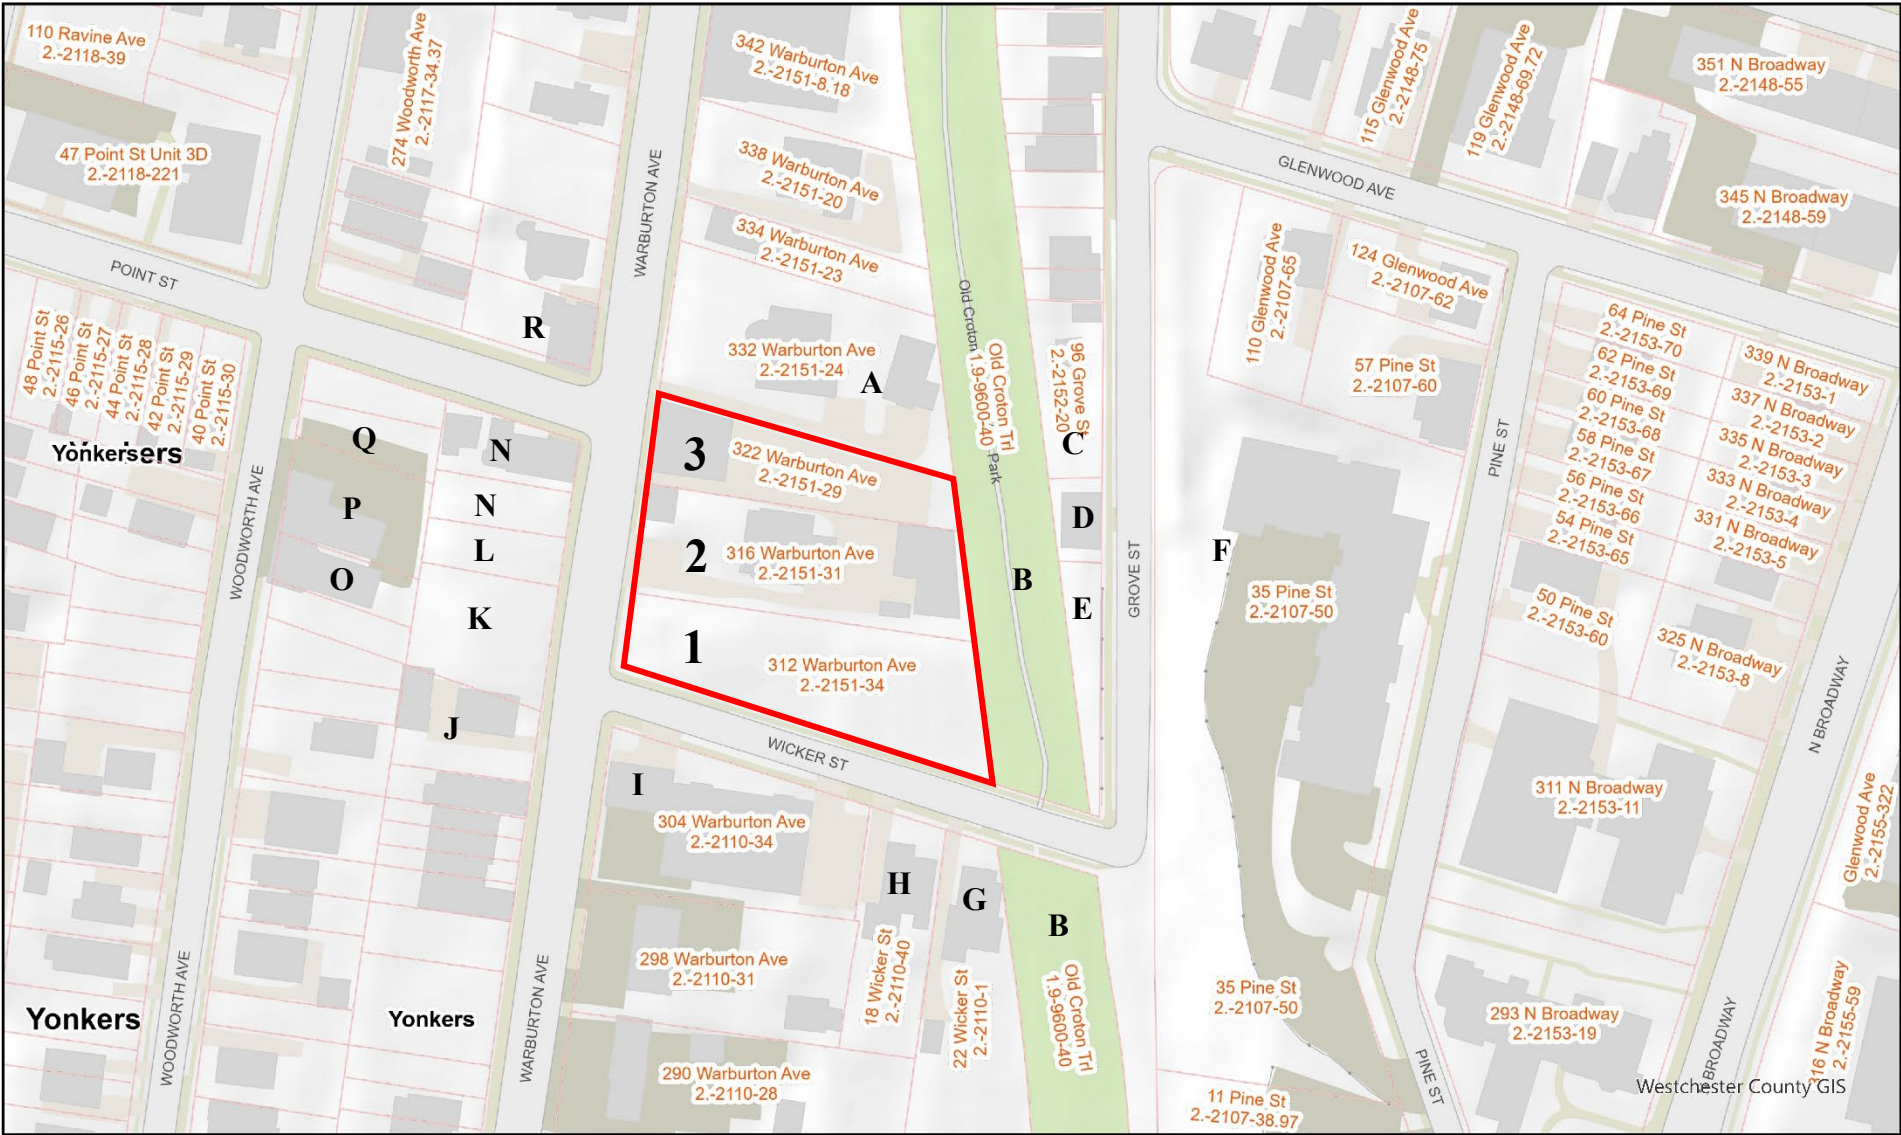 110 Ravine Ave
2.-2118-39
274 Woodworth Ave
2.-2117-34.37
342 Warburton Ave
2.-2151-8.18
115 Glenwood Ave
2.-2148-75
119 Glenwood Ave
2.-2148-69.72
351 N Broadway
2.-2148-55
47 Point St Unit 3D
2.-2118-221
338 Warburton Ave
2.-2151-20
GLENWOOD AVE
345 N Broadway
2.-2148-59
WARBURTON AVE
334 Warburton Ave
2.-2151-23
POINT ST
110 Glenwood Ave
2.-2107-65
124 Glenwood Ave
2.-2107-62
Old Croton
Park
R
48 Point St
2.-2115-26
46 Point St
2.-2115-27
44 Point St
2.-2115-28
42 Point St
2.-2115-29
40 Point St
2.-2115-30
332 Warburton Ave
2.-2151-24
A
Old Croton Trl
1.9-9600-40
96 Grove St
2.-2152-20
C
57 Pine St
2.-2107-60
64 Pine St
2.-2153-70
62 Pine St
2.-2153-69
60 Pine St
2.-2153-68
58 Pine St
2.-2153-67
56 Pine St
2.-2153-66
54 Pine St
2.-2153-65
339 N Broadway
2.-2153-1
337 N Broadway
2.-2153-2
335 N Broadway
2.-2153-3
333 N Broadway
2.-2153-4
331 N Broadway
2.-2153-5
Yonkers
Q
N
3
322 Warburton Ave
2.-2151-29
PINE ST
WOODWORTH AVE
P
N
D
L
2
316 Warburton Ave
2.-2151-31
F
O
B
GROVE ST
E
35 Pine St
2.-2107-50
50 Pine St
2.-2153-60
K
1
312 Warburton Ave
2.-2151-34
325 N Broadway
2.-2153-8
J
WICKER ST
N BROADWAY
I
304 Warburton Ave
2.-2110-34
311 N Broadway
2.-2153-11
Glenwood Ave
2.-2155-322
H
G
B
298 Warburton Ave
2.-2110-31
18 Wicker St
2.-2110-40
22 Wicker St
2.-2110-1
Old Croton Trl
1.9-9600-40
35 Pine St
2.-2107-50
WOODWORTH AVE
WARBURTON AVE
Yonkers
Yonkers
293 N Broadway
2.-2153-19
316 N Broadway
2.-2155-59
BROADWAY
290 Warburton Ave
2.-2110-28
PINE ST
11 Pine St
2.-2107-38.97
Westchester County GIS